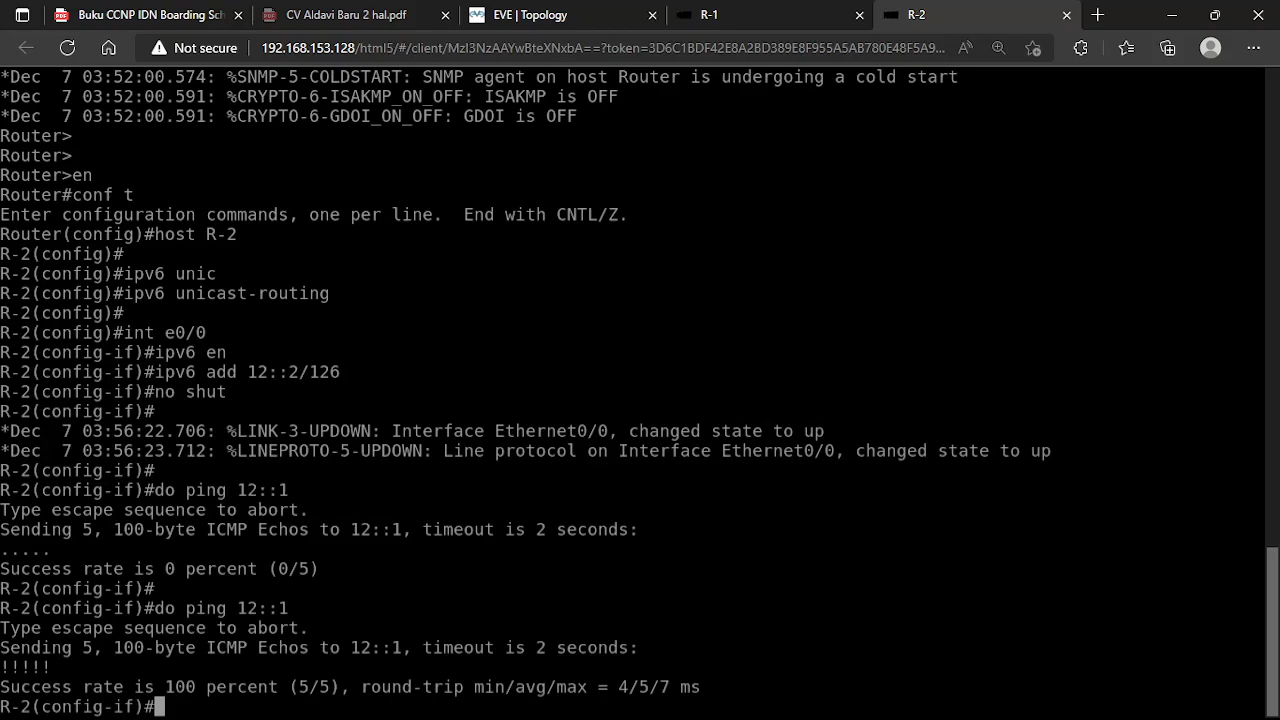 Buku CCNP IDN Boarding Sch
CV Aldavi Baru 2 hal.pdf
EVE | Topology
R-1
R-2
Not secure
192.168.153.128/html5/#/client/MzI3NzAAYwBteXNxbA==?token=3D6C1BDF42E8A2BD389E8F955A5AB780E48F5A9...
*Dec  7 03:52:00.574: %SNMP-5-COLDSTART: SNMP agent on host Router is undergoing a cold start
*Dec  7 03:52:00.591: %CRYPTO-6-ISAKMP_ON_OFF: ISAKMP is OFF
*Dec  7 03:52:00.591: %CRYPTO-6-GDOI_ON_OFF: GDOI is OFF
Router>
Router>
Router>en
Router#conf t
Enter configuration commands, one per line.  End with CNTL/Z.
Router(config)#host R-2
R-2(config)#
R-2(config)#ipv6 unic
R-2(config)#ipv6 unicast-routing
R-2(config)#
R-2(config)#int e0/0
R-2(config-if)#ipv6 en
R-2(config-if)#ipv6 add 12::2/126
R-2(config-if)#no shut
R-2(config-if)#
*Dec  7 03:56:22.706: %LINK-3-UPDOWN: Interface Ethernet0/0, changed state to up
*Dec  7 03:56:23.712: %LINEPROTO-5-UPDOWN: Line protocol on Interface Ethernet0/0, changed state to up
R-2(config-if)#
R-2(config-if)#do ping 12::1
Type escape sequence to abort.
Sending 5, 100-byte ICMP Echos to 12::1, timeout is 2 seconds:
.....
Success rate is 0 percent (0/5)
R-2(config-if)#
R-2(config-if)#do ping 12::1
Type escape sequence to abort.
Sending 5, 100-byte ICMP Echos to 12::1, timeout is 2 seconds:
!!!!!
Success rate is 100 percent (5/5), round-trip min/avg/max = 4/5/7 ms
R-2(config-if)#